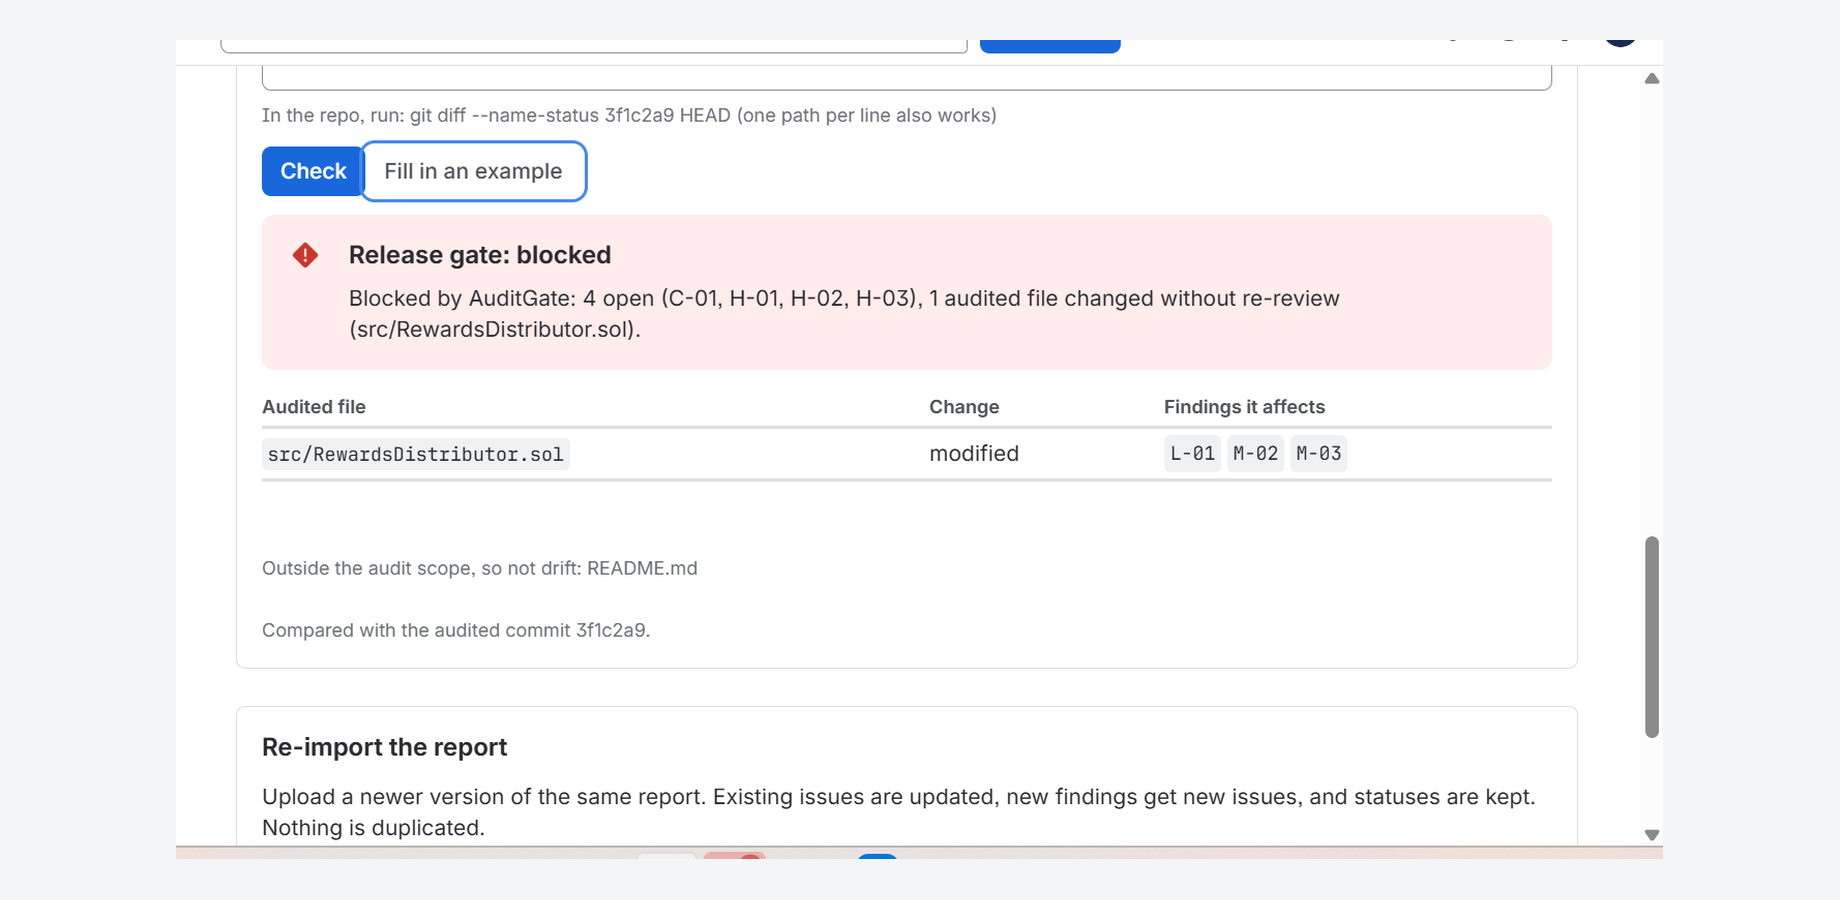 In the repo, run: git diff --name-status 3f1c2a9 HEAD (one path per line also works)
Check
Fill in an example
Release gate: blocked
Blocked by AuditGate: 4 open (C-01, H-01, H-02, H-03), 1 audited file changed without re-review
(src/RewardsDistributor.sol).
Audited file Change Findings it affects
src/RewardsDistributor.sol modified L-01 M-02 M-03
Outside the audit scope, so not drift: README.md
Compared with the audited commit 3f1c2a9.
Re-import the report
Upload a newer version of the same report. Existing issues are updated, new findings get new issues, and statuses are kept.
Nothing is duplicated.